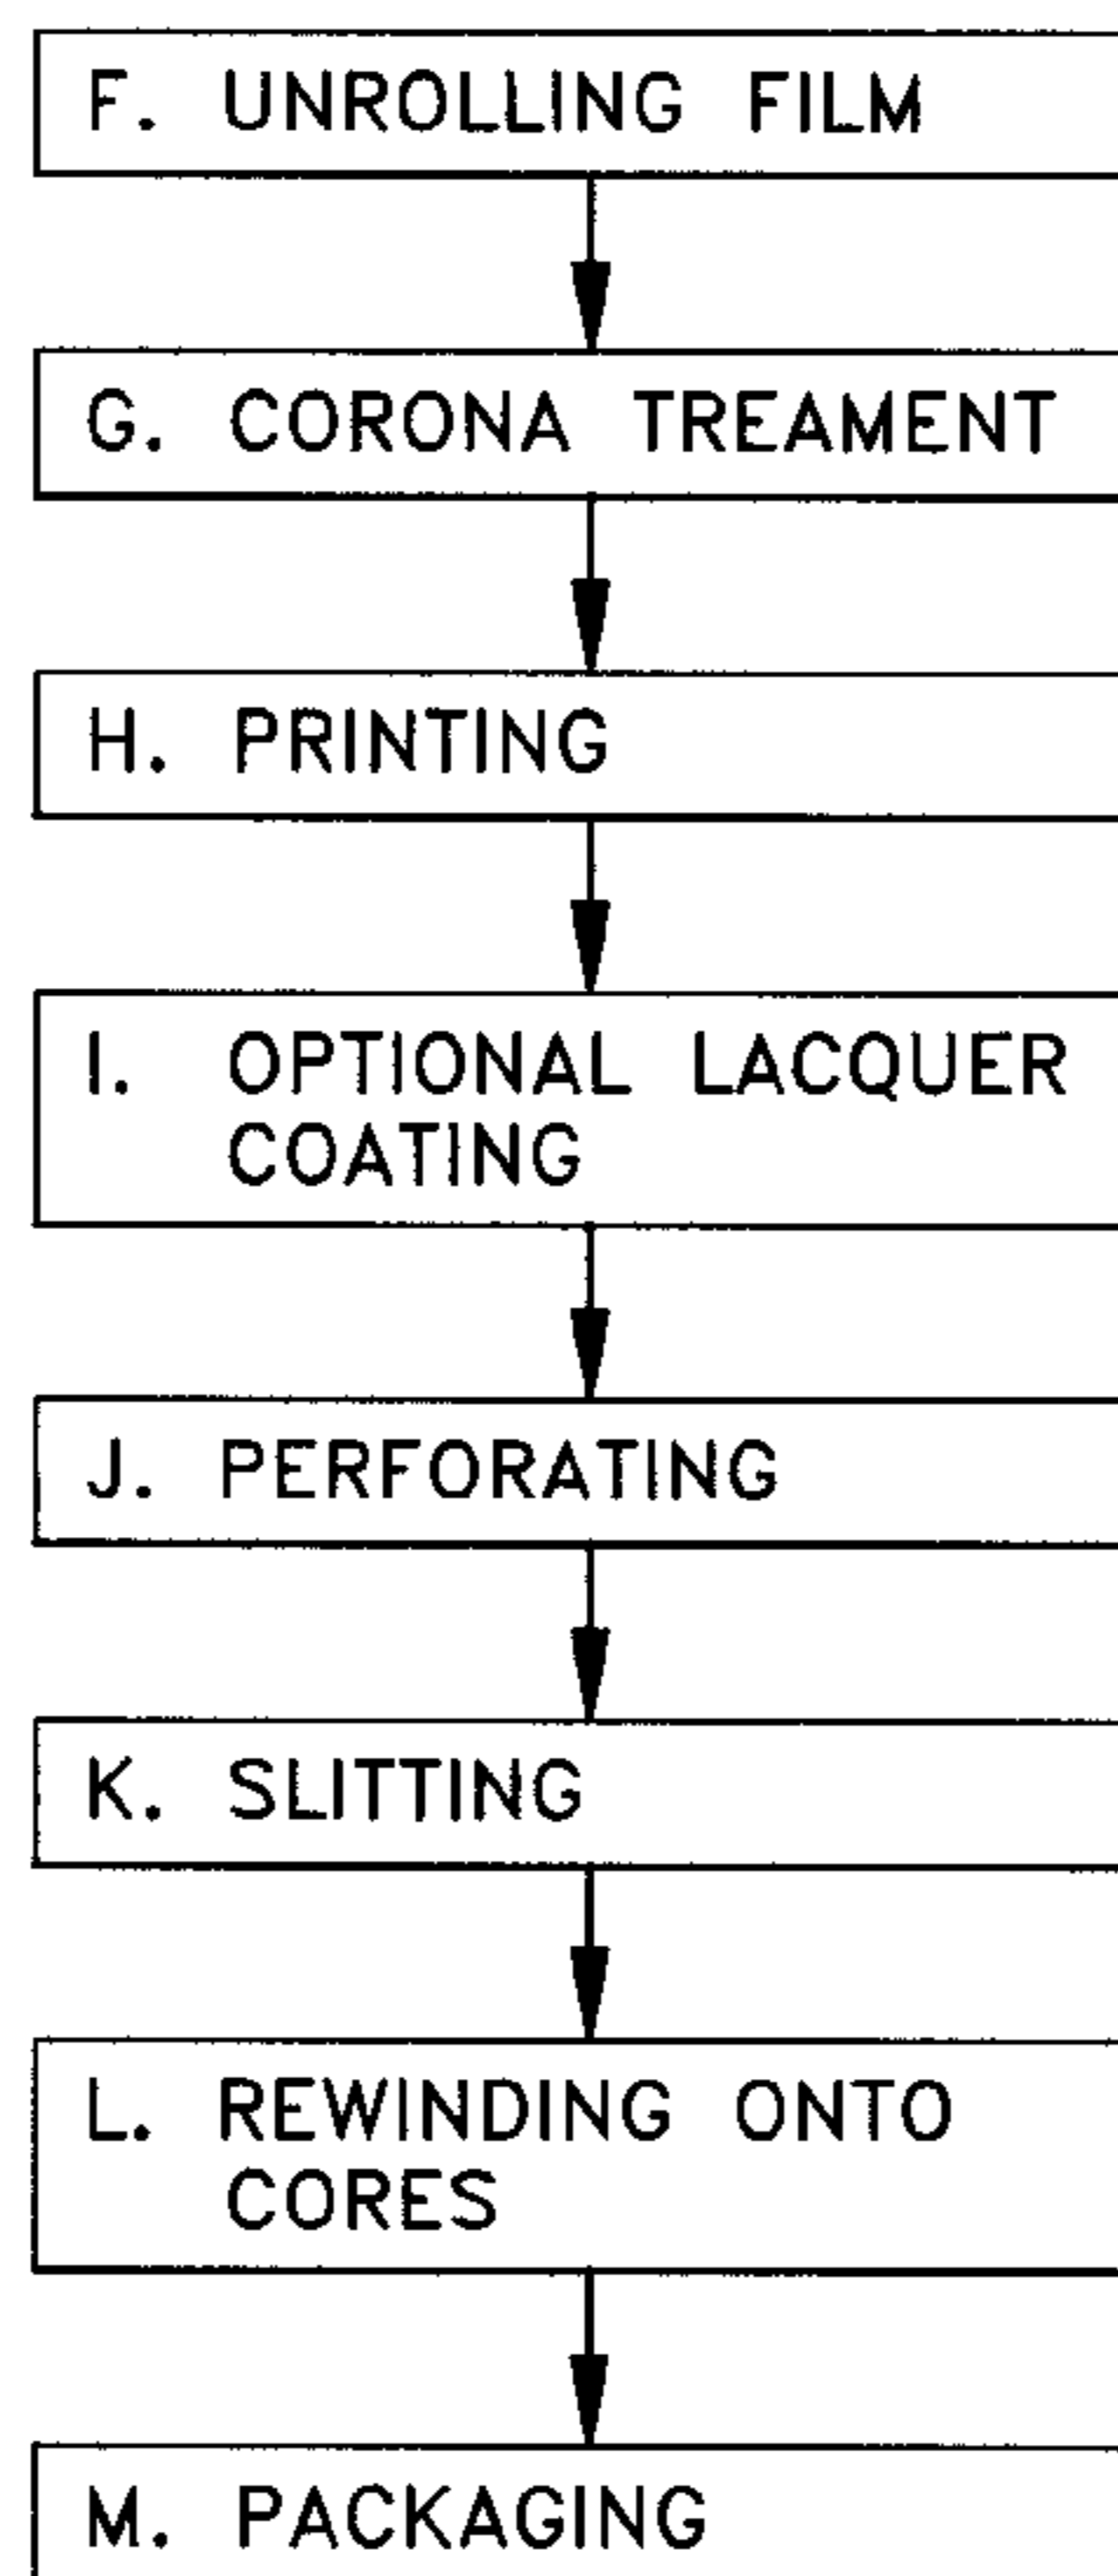 F. UNROLLING FILM
G. CORONA TREAMENT
H. PRINTING
I. OPTIONAL LACQUER
COATING
J. PERFORATING
K. SLITTING
L. REWINDING ONTO
CORES
M. PACKAGING